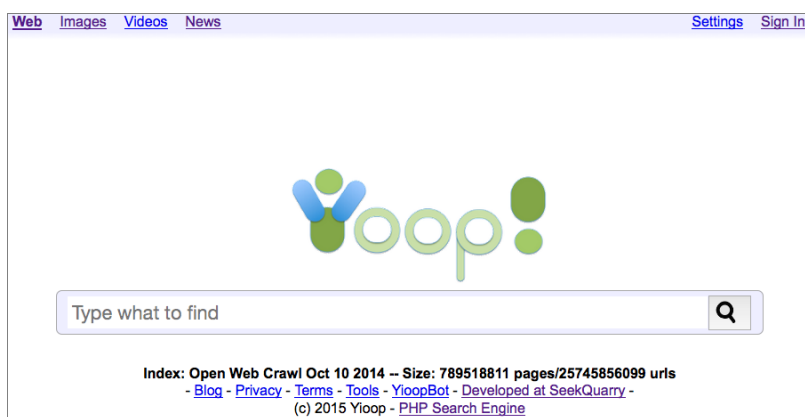 Web Images Videos News Settings Sign In
Yioop!
Type what to find
Index: Open Web Crawl Oct 10 2014 -- Size: 789518811 pages/25745856099 urls
- Blog - Privacy - Terms - Tools - YioopBot - Developed at SeekQuarry -
(c) 2015 Yioop - PHP Search Engine